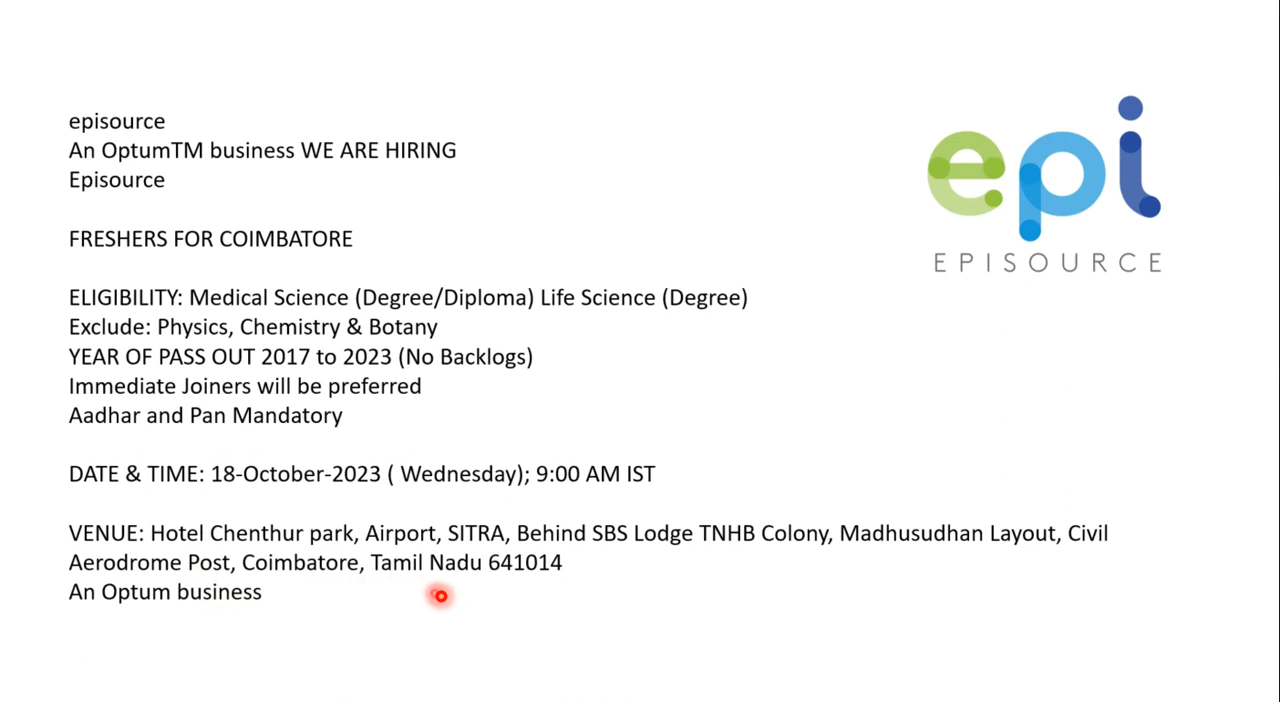 episource
An OptumTM business WE ARE HIRING
Episource
FRESHERS FOR COIMBATORE
ELIGIBILITY: Medical Science (Degree/Diploma) Life Science (Degree)
Exclude: Physics, Chemistry & Botany
YEAR OF PASS OUT 2017 to 2023 (No Backlogs)
Immediate Joiners will be preferred
Aadhar and Pan Mandatory
DATE & TIME: 18-October-2023 ( Wednesday); 9:00 AM IST
VENUE: Hotel Chenthur park, Airport, SITRA, Behind SBS Lodge TNHB Colony, Madhusudhan Layout, Civil
Aerodrome Post, Coimbatore, Tamil Nadu 641014
An Optum business
epi
EPISOURCE